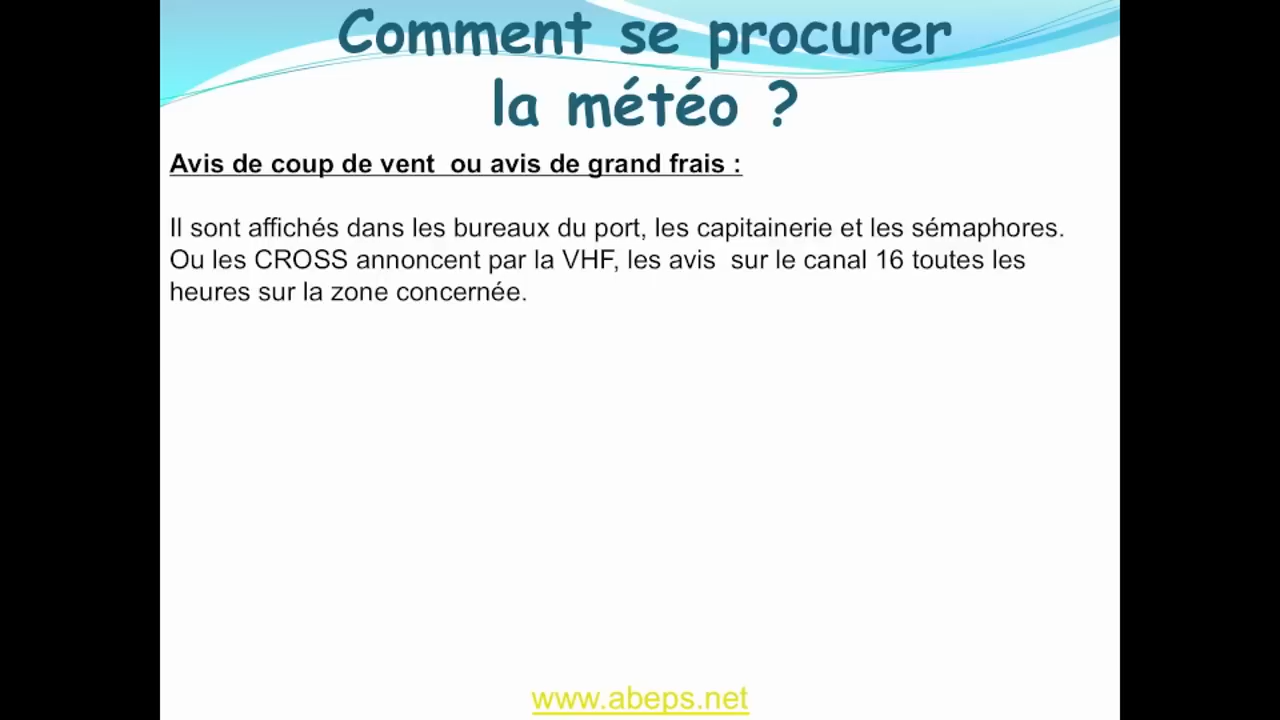 Comment se procurer
la météo ?
Avis de coup de vent  ou avis de grand frais :
Il sont affichés dans les bureaux du port, les capitainerie et les sémaphores.
Ou les CROSS annoncent par la VHF, les avis  sur le canal 16 toutes les
heures sur la zone concernée.
www.abeps.net